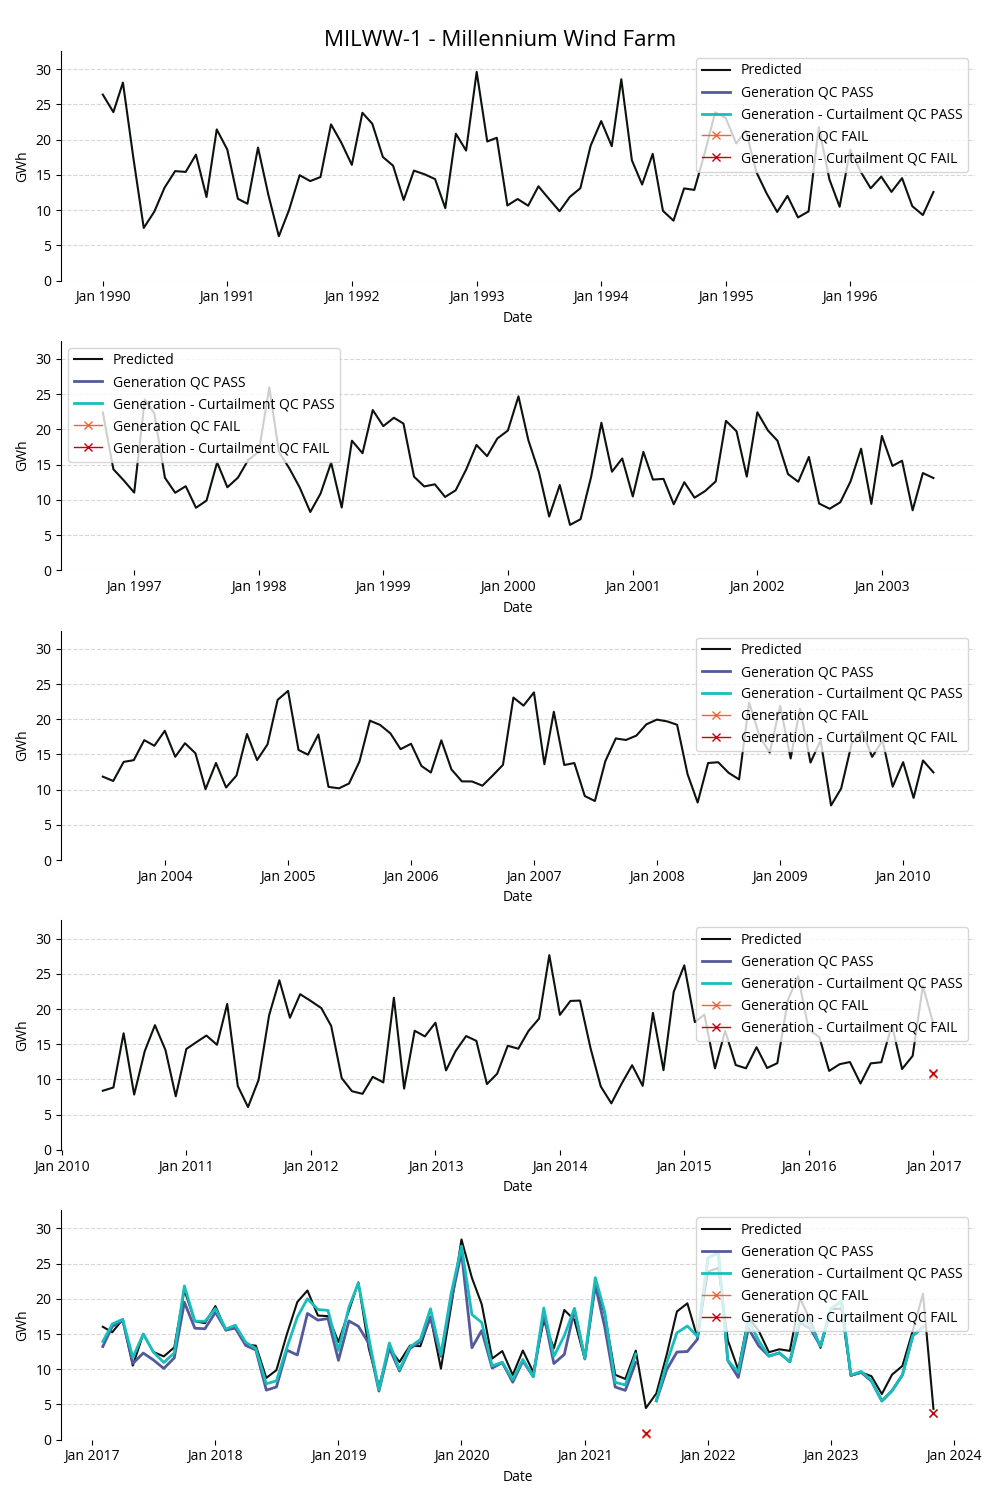 MILWW-1 - Millennium Wind Farm
30
25
20
15
10
5
0
GWh
Predicted
Generation QC PASS
Generation - Curtailment QC PASS
Generation QC FAIL
Generation - Curtailment QC FAIL
Jan 1990 Jan 1991 Jan 1992 Jan 1993 Jan 1994 Jan 1995 Jan 1996
Date
30
25
20
15
10
5
0
GWh
Predicted
Generation QC PASS
Generation - Curtailment QC PASS
Generation QC FAIL
Generation - Curtailment QC FAIL
Jan 1997 Jan 1998 Jan 1999 Jan 2000 Jan 2001 Jan 2002 Jan 2003
Date
30
25
20
15
10
5
0
GWh
Predicted
Generation QC PASS
Generation - Curtailment QC PASS
Generation QC FAIL
Generation - Curtailment QC FAIL
Jan 2004 Jan 2005 Jan 2006 Jan 2007 Jan 2008 Jan 2009 Jan 2010
Date
30
25
20
15
10
5
0
GWh
Predicted
Generation QC PASS
Generation - Curtailment QC PASS
Generation QC FAIL
Generation - Curtailment QC FAIL
Jan 2010 Jan 2011 Jan 2012 Jan 2013 Jan 2014 Jan 2015 Jan 2016 Jan 2017
Date
30
25
20
15
10
5
0
GWh
Predicted
Generation QC PASS
Generation - Curtailment QC PASS
Generation QC FAIL
Generation - Curtailment QC FAIL
Jan 2017 Jan 2018 Jan 2019 Jan 2020 Jan 2021 Jan 2022 Jan 2023 Jan 2024
Date